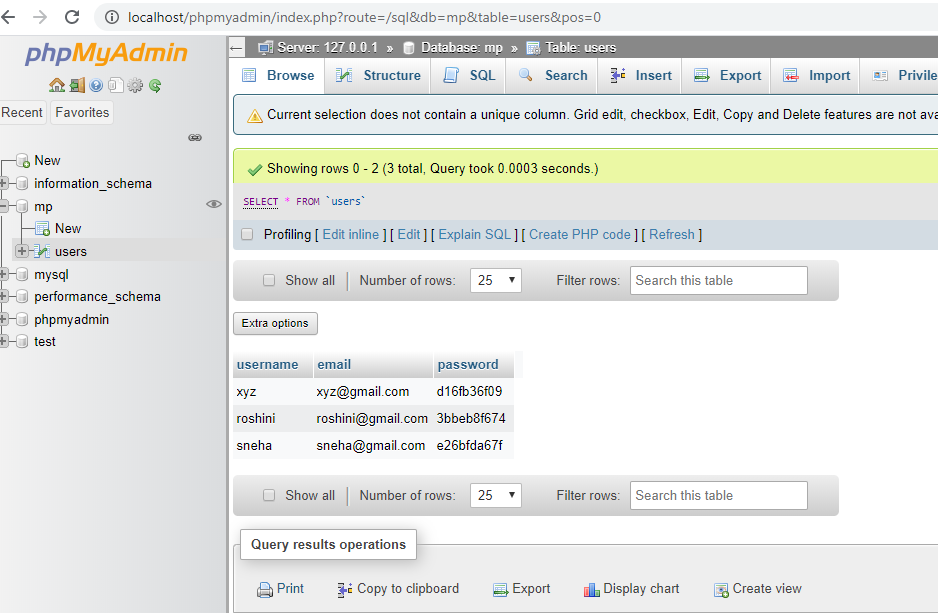 localhost/phpmyadmin/index.php?route=/sql&db=mp&table=users&pos=0
phpMyAdmin
Recent Favorites
New
information_schema
mp
New
users
mysql
performance_schema
phpmyadmin
test
Server: 127.0.0.1 » Database: mp » Table: users
Browse Structure SQL Search Insert Export Import
Current selection does not contain a unique column. Grid edit, checkbox, Edit, Copy and Delete features are not
Showing rows 0 - 2 (3 total, Query took 0.0003 seconds.)
SELECT * FROM `users`
Profiling [ Edit inline ] [ Edit ] [ Explain SQL ] [ Create PHP code ] [ Refresh ]
Show all | Number of rows: 25 Filter rows: Search this table
Extra options
username email password
xyz xyz@gmail.com d16fb36f09
roshini roshini@gmail.com 3bbeb8f674
sneha sneha@gmail.com e26bfda67f
Show all | Number of rows: 25 Filter rows: Search this table
Query results operations
Print Copy to clipboard Export Display chart Create view